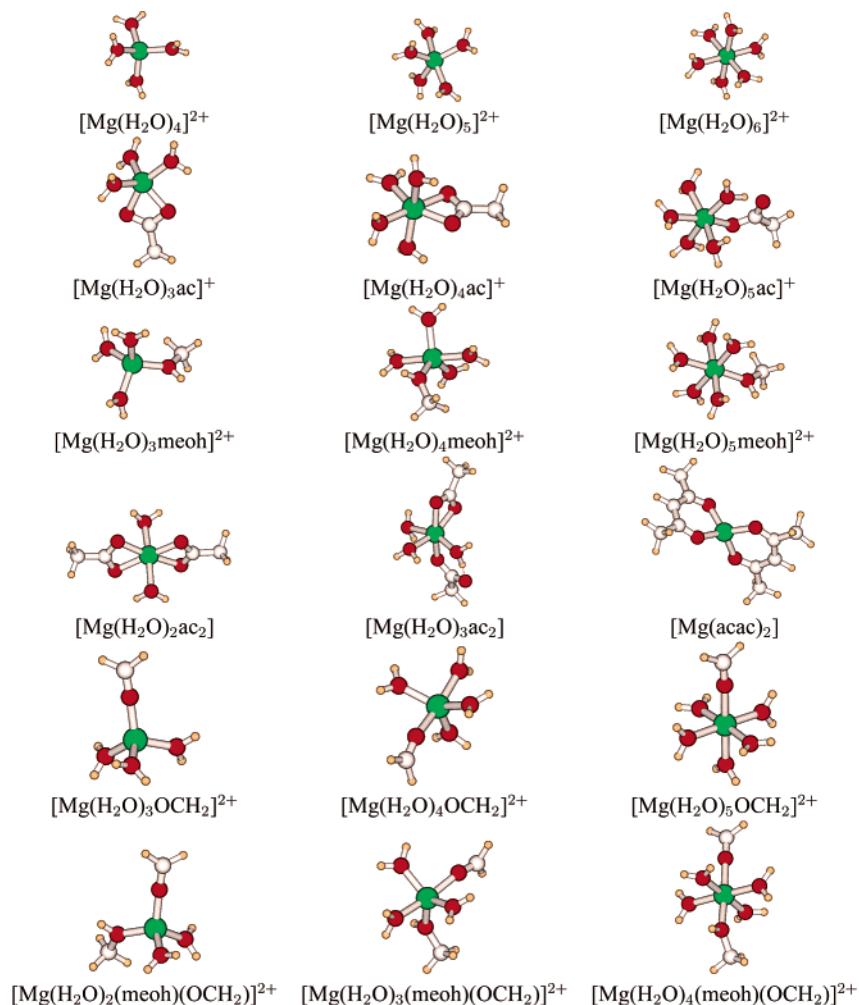 [Mg(H₂O)₄]²⁺ [Mg(H₂O)₅]²⁺ [Mg(H₂O)₆]²⁺
[Mg(H₂O)₃ac]⁺ [Mg(H₂O)₄ac]⁺ [Mg(H₂O)₅ac]⁺
[Mg(H₂O)₃meoh]²⁺ [Mg(H₂O)₄meoh]²⁺ [Mg(H₂O)₅meoh]²⁺
[Mg(H₂O)₂ac₂] [Mg(H₂O)₃ac₂] [Mg(acac)₂]
[Mg(H₂O)₃OCH₂]²⁺ [Mg(H₂O)₄OCH₂]²⁺ [Mg(H₂O)₅OCH₂]²⁺
[Mg(H₂O)₂(meoh)(OCH₂)]²⁺ [Mg(H₂O)₃(meoh)(OCH₂)]²⁺ [Mg(H₂O)₄(meoh)(OCH₂)]²⁺